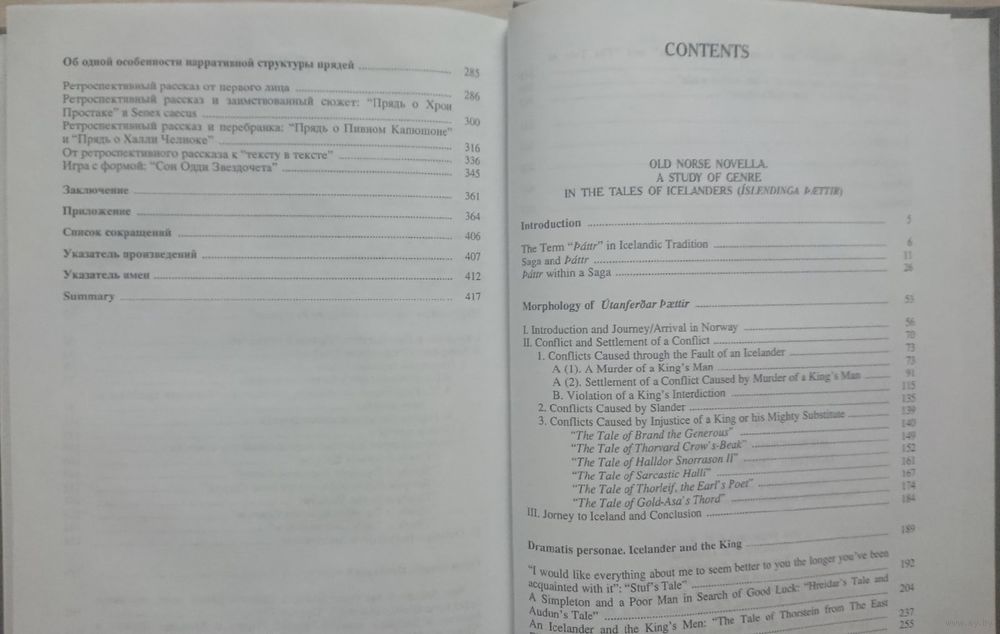 Об одной особенности нарративной структуры прядей 285
Ретроспективный рассказ от первого лица 286
Ретроспективный рассказ и заимствованный сюжет: "Прядь о Хрои
Простаке" и Senex caecus 300
Ретроспективный рассказ и перебранка: "Прядь о Пивном Капюшоне"
и "Прядь о Халли Челноке" 316
От ретроспективного рассказа к "тексту в тексте" 336
Игра с формой: "Сон Одди Звездочета" 345
Заключение 361
Приложение 364
Список сокращений 406
Указатель произведений 407
Указатель имен 412
Summary 417
CONTENTS
OLD NORSE NOVELLA.
A STUDY OF GENRE
IN THE TALES OF ICELANDERS (ÍSLENDINGA ÞÆTTIR)
Introduction 5
The Term "Þáttr" in Icelandic Tradition 6
Saga and Þáttr 11
Þáttr within a Saga 26
Morphology of Útanferðar Þættir 55
I. Introduction and Journey/Arrival in Norway 56
II. Conflict and Settlement of a Conflict 70
1. Conflicts Caused through the Fault of an Icelander 73
A (1). A Murder of a King's Man 73
A (2). Settlement of a Conflict Caused by Murder of a King's Man 91
B. Violation of a King's Interdiction 115
2. Conflicts Caused by Slander 135
3. Conflicts Caused by Injustice of a King or his Mighty Substitute 139
"The Tale of Brand the Generous" 140
"The Tale of Thorvard Crow's-Beak" 149
"The Tale of Halldor Snorrason II" 152
"The Tale of Sarcastic Halli" 161
"The Tale of Thorleif, the Earl's Poet" 167
"The Tale of Gold-Asa's Thord" 174
III. Jorney to Iceland and Conclusion 184
Dramatis personae. Icelander and the King 189
"I would like everything about me to seem better to you the longer you've been
acquainted with it": "Stuf's Tale" 192
A Simpleton and a Poor Man in Search of Good Luck: "Hreidar's Tale and
Audun's Tale" 204
An Icelander and the King's Men: "The Tale of Thorstein from The East
237
255